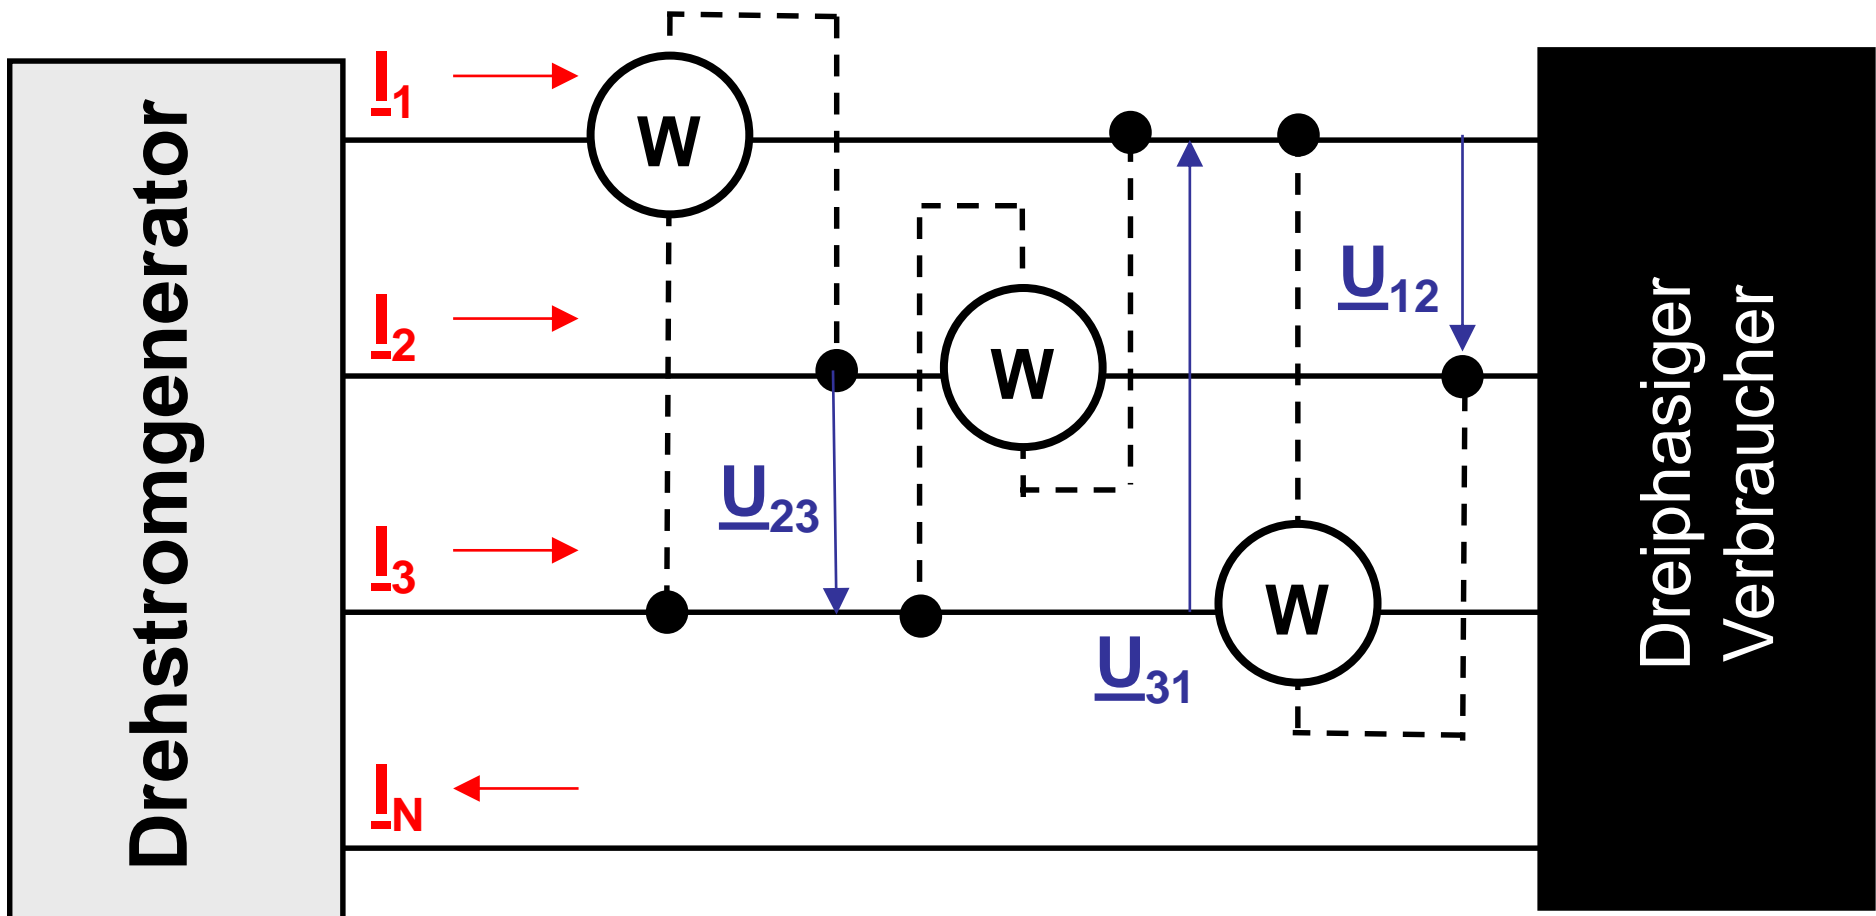 Drehstromgenerator
I1
W
I2
W
U12
U23
I3
W
U31
IN
Dreiphasiger
Verbraucher